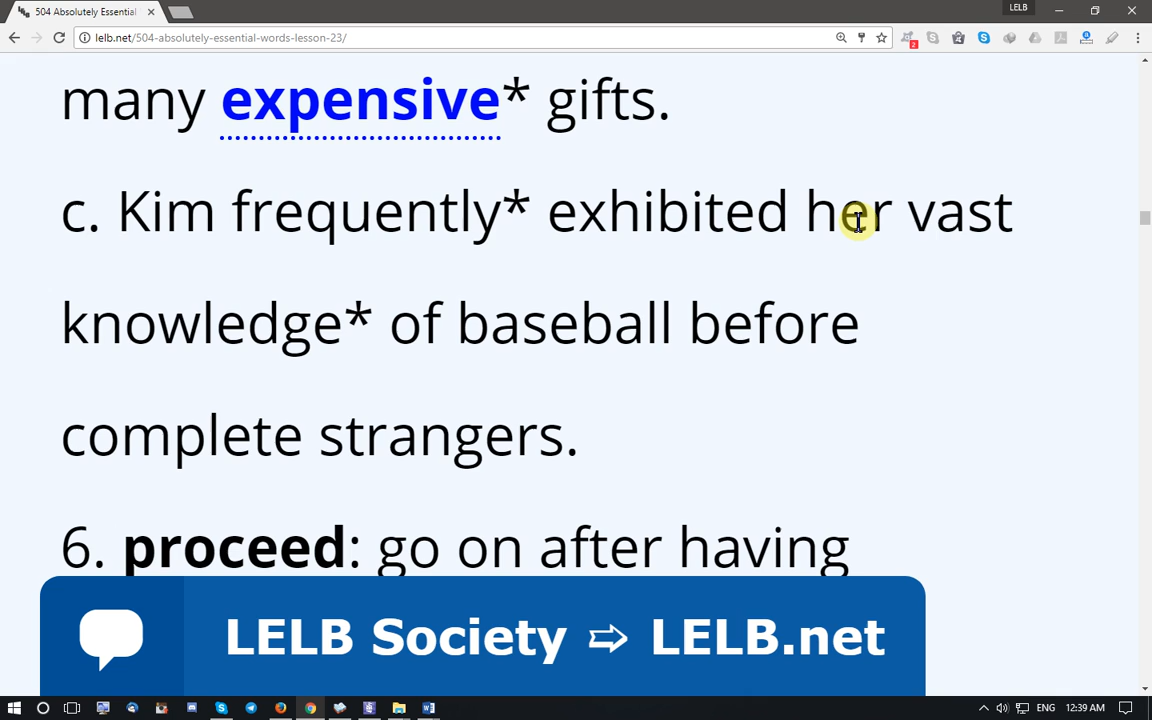 504 Absolutely Essential
LELB
lelb.net/504-absolutely-essential-words-lesson-23/
2
many expensive* gifts.
c. Kim frequently* exhibited her vast
knowledge* of baseball before
complete strangers.
6. proceed: go on after having
LELB Society ⇨ LELB.net
ENG
12:39 AM